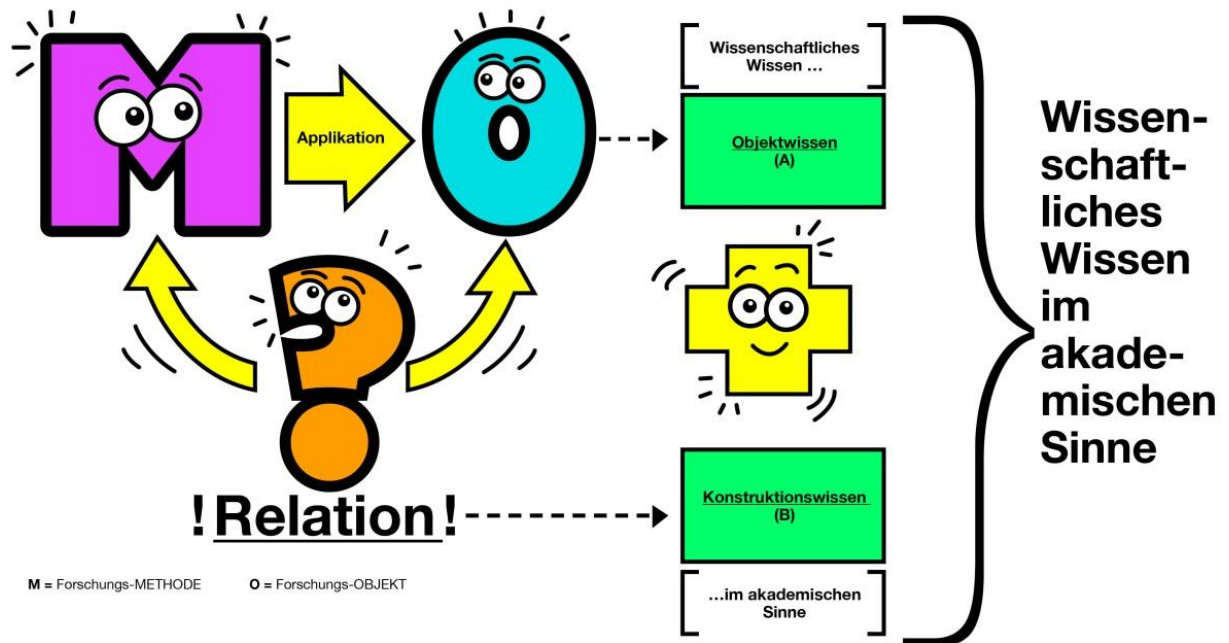 M
Applikation
O
Wissenschaftliches
Wissen ...
Objektwissen
(A)
?
!Relation!
Konstruktionswissen
(B)
...im akademischen
Sinne
Wissen-
schaft-
liches
Wissen
im
akade-
mischen
Sinne
M = Forschungs-METHODE
O = Forschungs-OBJEKT